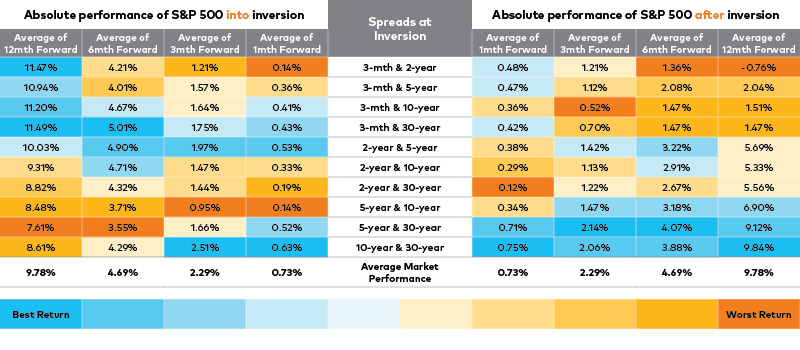 Absolute performance of S&P 500 into inversion
Spreads at
Inversion
Absolute performance of S&P 500 after inversion
Average of
12mth Forward
Average of
6mth Forward
Average of
3mth Forward
Average of
1mth Forward
Average of
1mth Forward
Average of
3mth Forward
Average of
6mth Forward
Average of
12mth Forward
11.47% 4.21% 1.21% 0.14% 3-mth & 2-year 0.48% 1.21% 1.36% -0.76%
10.94% 4.01% 1.57% 0.36% 3-mth & 5-year 0.47% 1.12% 2.08% 2.04%
11.20% 4.67% 1.64% 0.41% 3-mth & 10-year 0.36% 0.52% 1.47% 1.51%
11.49% 5.01% 1.75% 0.43% 3-mth & 30-year 0.42% 0.70% 1.47% 1.47%
10.03% 4.90% 1.97% 0.53% 2-year & 5-year 0.38% 1.42% 3.22% 5.69%
9.31% 4.71% 1.47% 0.33% 2-year & 10-year 0.29% 1.13% 2.91% 5.33%
8.82% 4.32% 1.44% 0.19% 2-year & 30-year 0.12% 1.22% 2.67% 5.56%
8.48% 3.71% 0.95% 0.14% 5-year & 10-year 0.34% 1.47% 3.18% 6.90%
7.61% 3.55% 1.66% 0.52% 5-year & 30-year 0.71% 2.14% 4.07% 9.12%
8.61% 4.29% 2.51% 0.63% 10-year & 30-year 0.75% 2.06% 3.88% 9.84%
9.78% 4.69% 2.29% 0.73% Average Market
Performance 0.73% 2.29% 4.69% 9.78%
Best Return
Worst Return